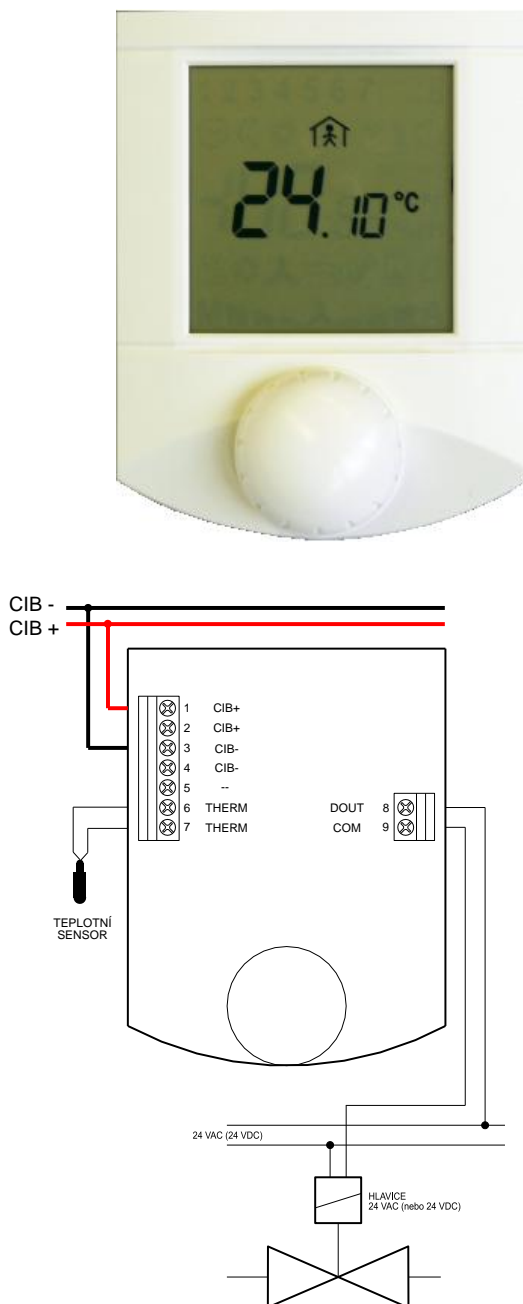 24.10°C
CIB -
CIB +
1 CIB+
2 CIB+
3 CIB-
4 CIB-
5 --
6 THERM
7 THERM
DOUT 8
COM 9
TEPLOTNÍ
SENSOR
24 VAC (24 VDC)
HLAVICE
24 VAC (nebo 24 VDC)